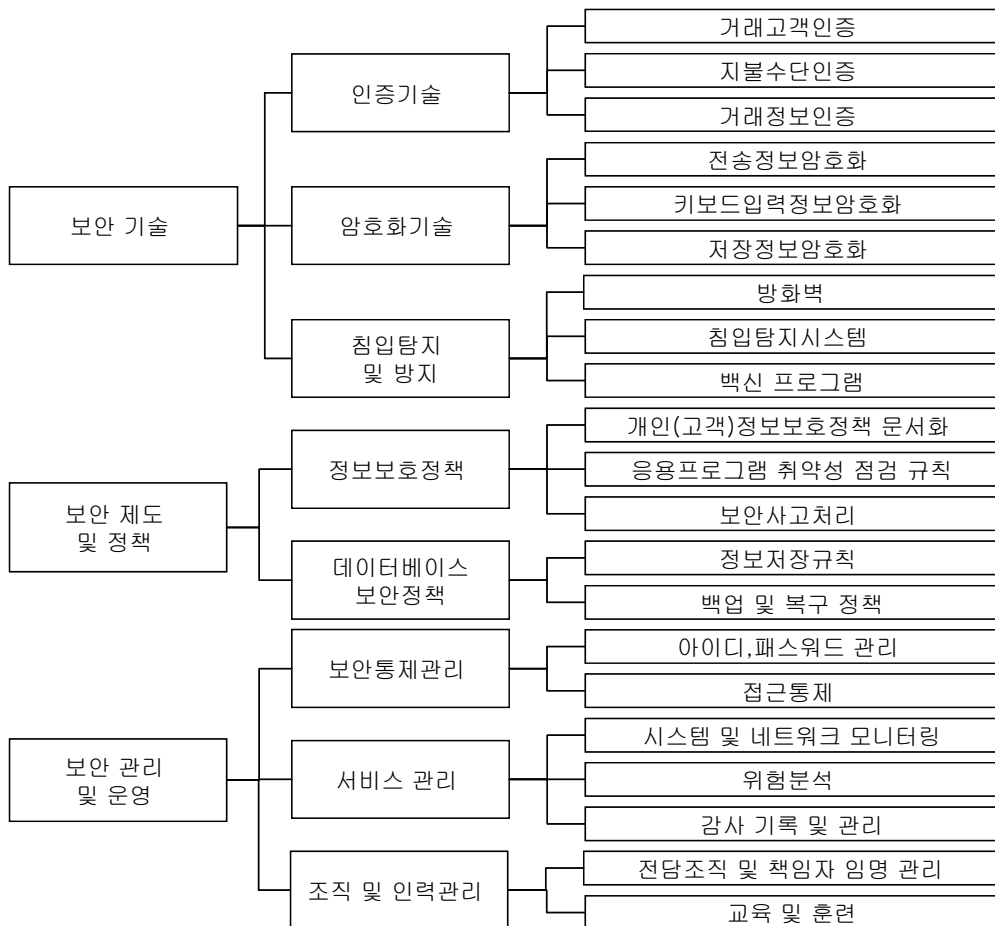 보안 기술
인증기술
거래고객인증
지불수단인증
거래정보인증
암호화기술
전송정보암호화
키보드입력정보암호화
저장정보암호화
침입탐지
및 방지
방화벽
침입탐지시스템
백신 프로그램
보안 제도
및 정책
정보보호정책
개인(고객)정보보호정책 문서화
응용프로그램 취약성 점검 규칙
보안사고처리
데이터베이스
보안정책
정보저장규칙
백업 및 복구 정책
보안 관리
및 운영
보안통제관리
아이디,패스워드 관리
접근통제
서비스 관리
시스템 및 네트워크 모니터링
위험분석
감사 기록 및 관리
조직 및 인력관리
전담조직 및 책임자 임명 관리
교육 및 훈련